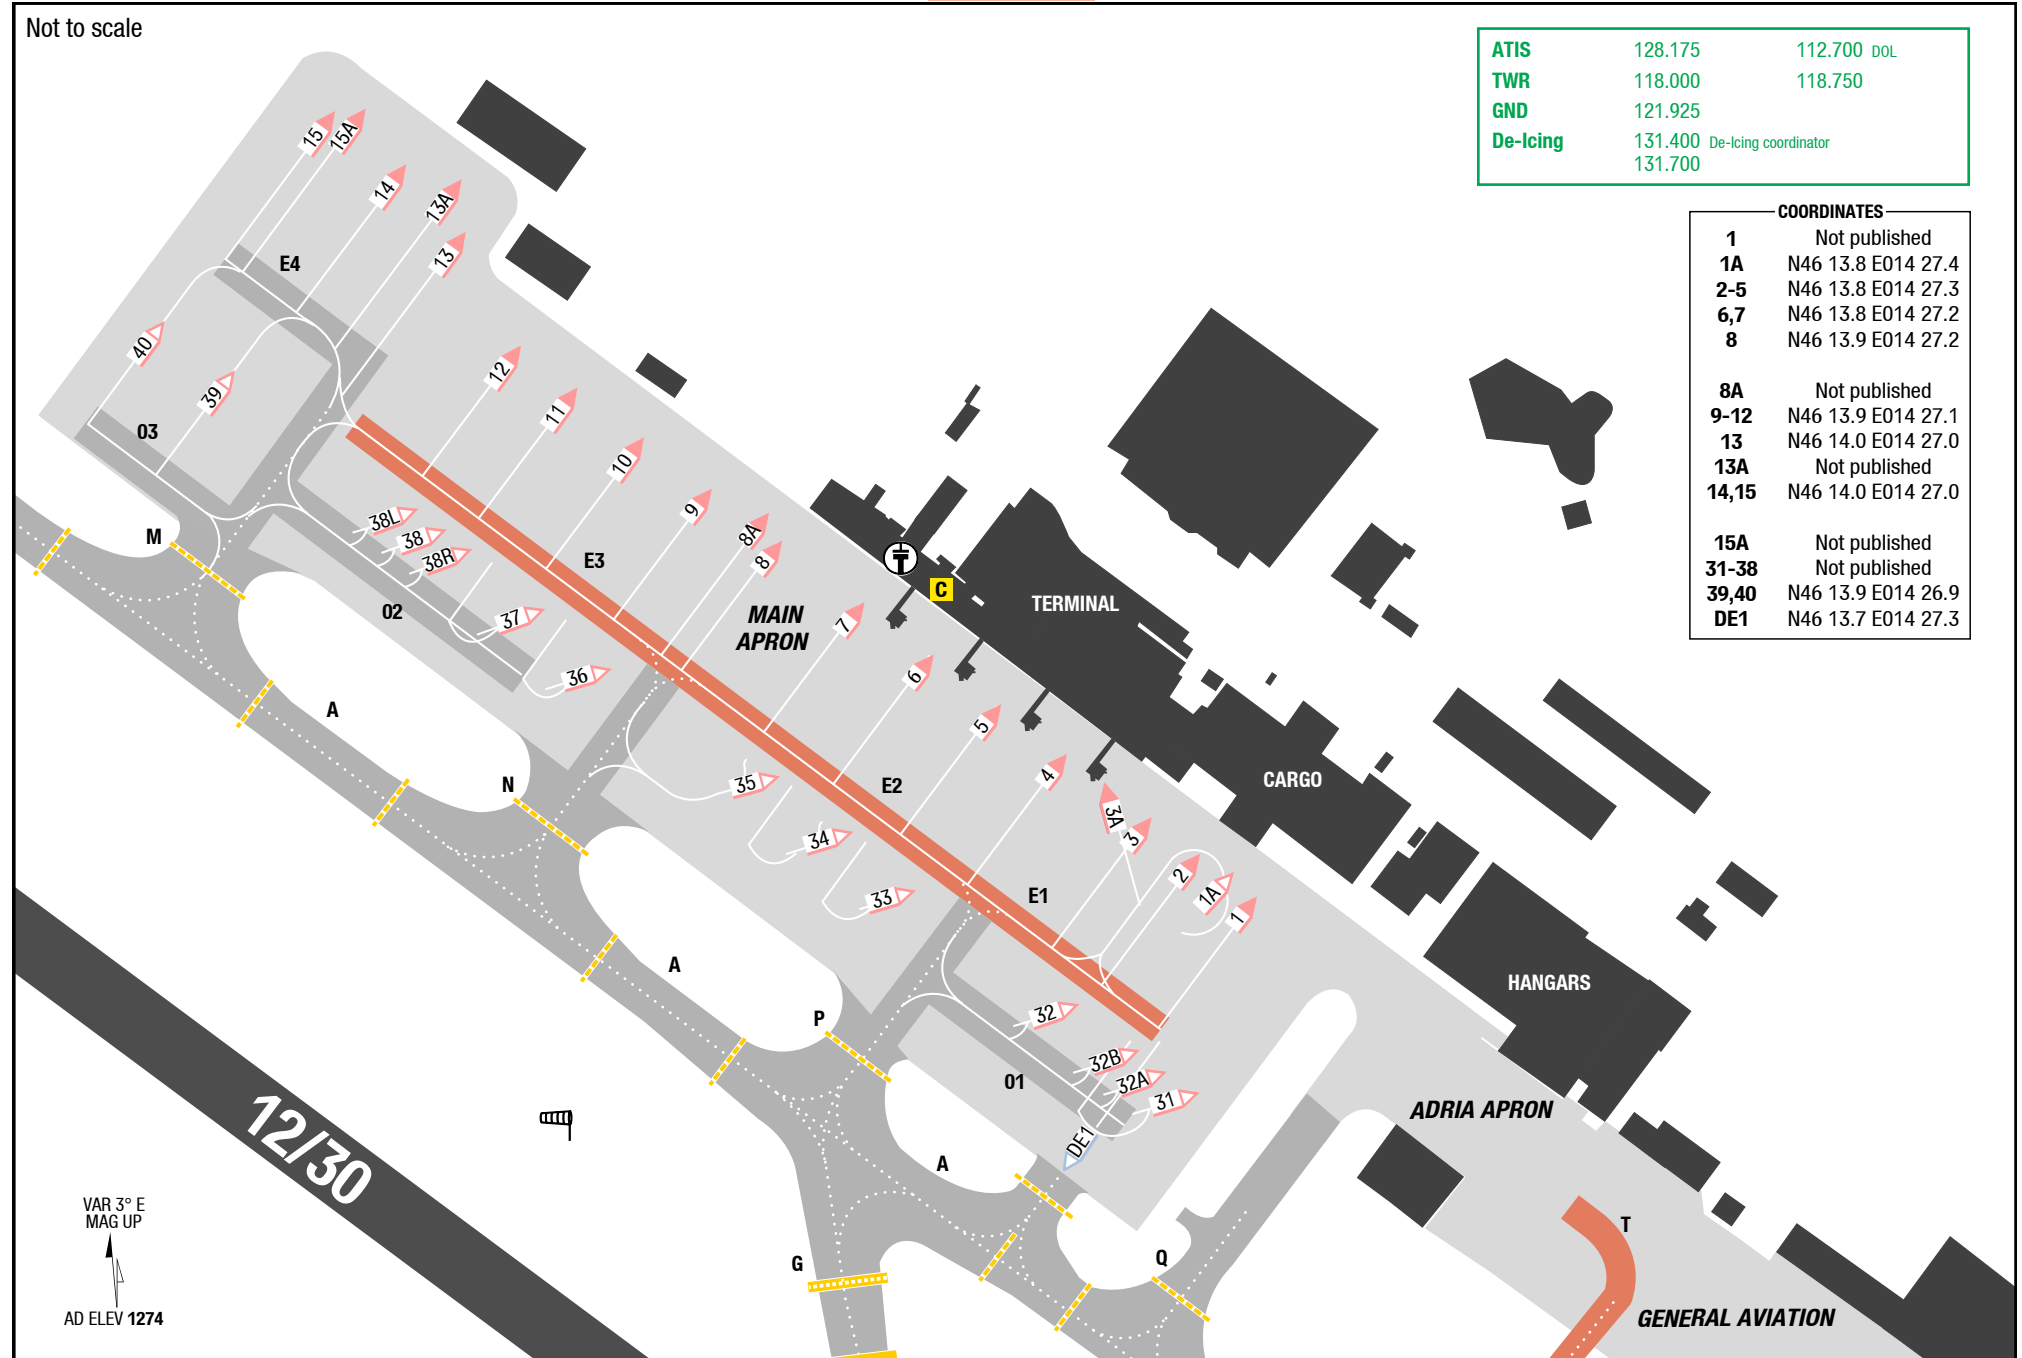 Not to scale
ATIS 128.175 112.700 DOL
TWR 118.000 118.750
GND 121.925
De-Icing 131.400 De-Icing coordinator
131.700
COORDINATES
1 Not published
1A N46 13.8 E014 27.4
2-5 N46 13.8 E014 27.3
6,7 N46 13.8 E014 27.2
8 N46 13.9 E014 27.2
8A Not published
9-12 N46 13.9 E014 27.1
13 N46 14.0 E014 27.0
13A Not published
14,15 N46 14.0 E014 27.0
15A Not published
31-38 Not published
39,40 N46 13.9 E014 26.9
DE1 N46 13.7 E014 27.3
15
15A
14
13A
13
E4
40
39
O3
12
11
10
9
8A
8
7
6
5
4
3A
3
2
1A
1
M
38L
38
38R
37
36
35
34
33
32
32B
32A
31
DE1
E3
E2
E1
O2
O1
MAIN
APRON
C
TERMINAL
CARGO
HANGARS
A
N
A
P
A
G
Q
ADRIA APRON
T
GENERAL AVIATION
12/30
VAR 3° E
MAG UP
AD ELEV 1274